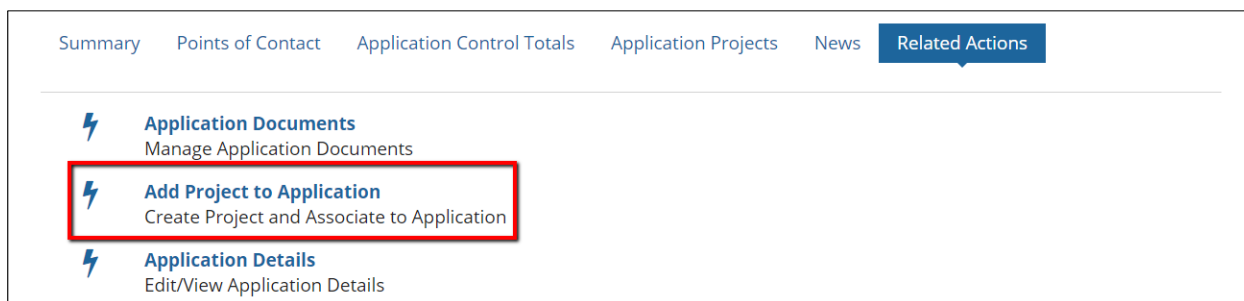 Summary Points of Contact Application Control Totals Application Projects News Related Actions
Application Documents
Manage Application Documents
Add Project to Application
Create Project and Associate to Application
Application Details
Edit/View Application Details